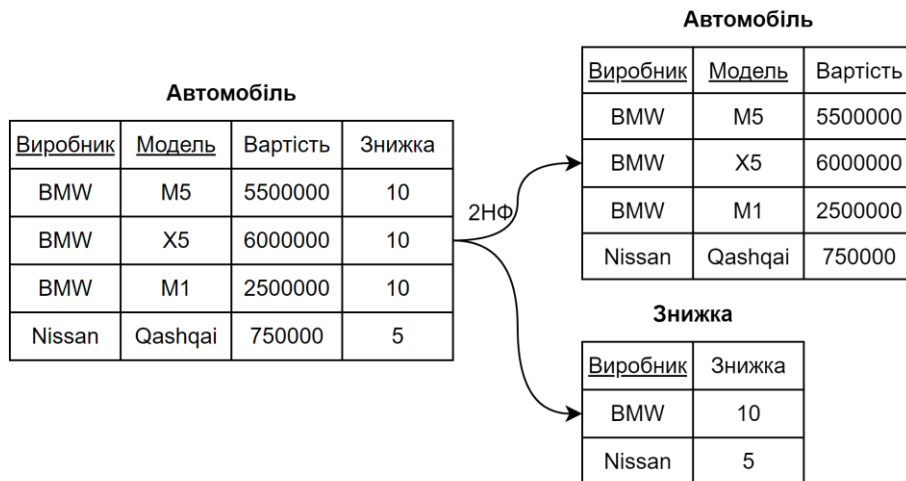 Автомобіль
Виробник Модель Вартість Знижка
BMW M5 5500000 10
BMW X5 6000000 10
BMW M1 2500000 10
Nissan Qashqai 750000 5
2НФ
Автомобіль
Виробник Модель Вартість
BMW M5 5500000
BMW X5 6000000
BMW M1 2500000
Nissan Qashqai 750000
Знижка
Виробник Знижка
BMW 10
Nissan 5